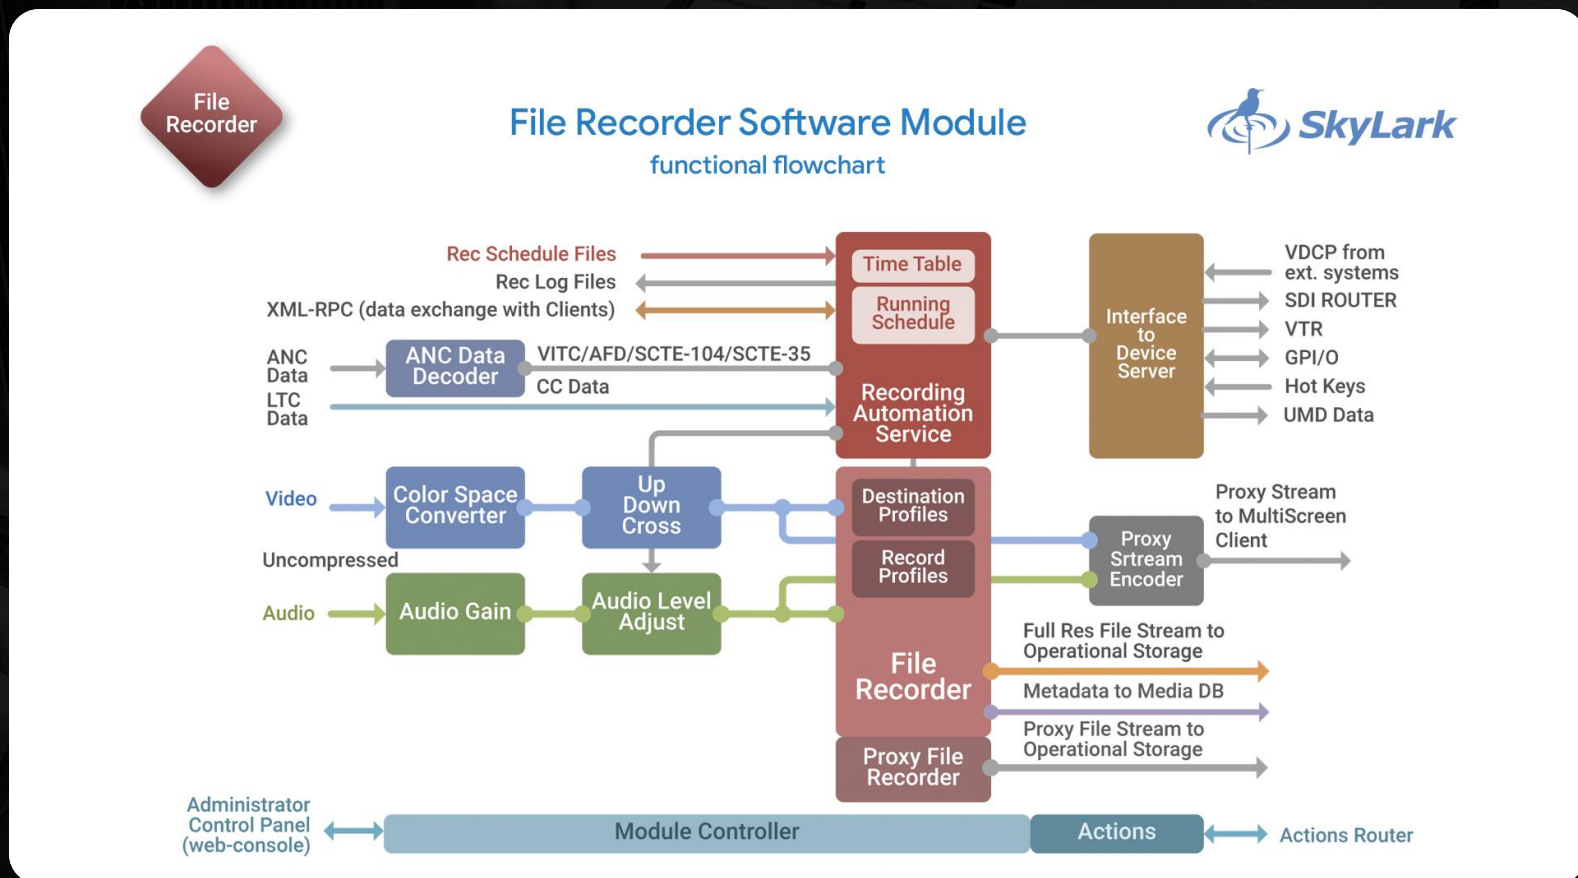 File
Recorder
File Recorder Software Module
functional flowchart
SkyLark
Rec Schedule Files
Rec Log Files
XML-RPC (data exchange with Clients)
ANC
Data
ANC Data
Decoder
VITC/AFD/SCTE-104/SCTE-35
CC Data
LTC
Data
Time Table
Running
Schedule
Recording
Automation
Service
Interface
to
Device
Server
VDCP from
ext. systems
SDI ROUTER
VTR
GPI/O
Hot Keys
UMD Data
Video
Color Space
Converter
Up
Down
Cross
Destination
Profiles
Record
Profiles
Proxy
Srtream
Encoder
Proxy Stream
to MultiScreen
Client
Uncompressed
Audio
Audio Gain
Audio Level
Adjust
File
Recorder
Full Res File Stream to
Operational Storage
Metadata to Media DB
Proxy File Stream to
Operational Storage
Proxy File
Recorder
Administrator
Control Panel
(web-console)
Module Controller
Actions
Actions Router